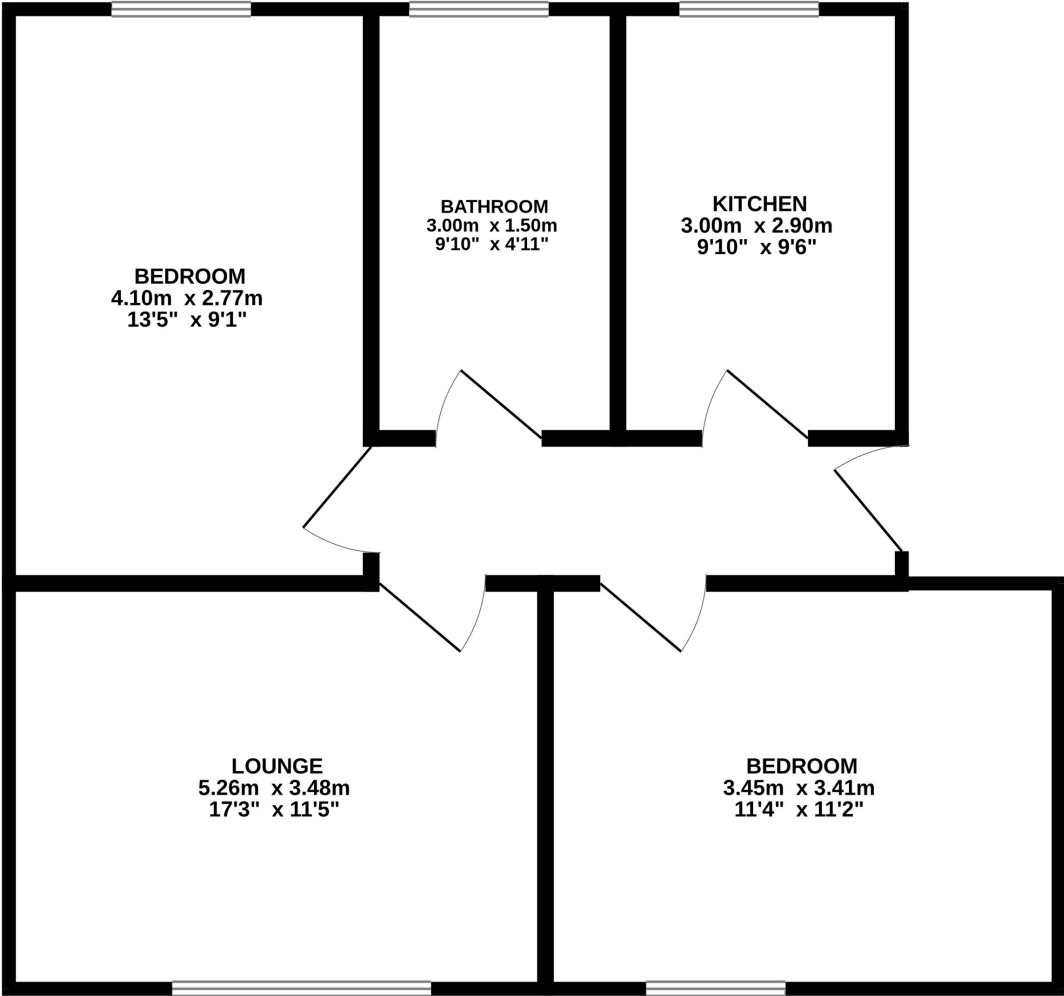 BEDROOM
4.10m x 2.77m
13'5" x 9'1"
BATHROOM
3.00m x 1.50m
9'10" x 4'11"
KITCHEN
3.00m x 2.90m
9'10" x 9'6"
LOUNGE
5.26m x 3.48m
17'3" x 11'5"
BEDROOM
3.45m x 3.41m
11'4" x 11'2"